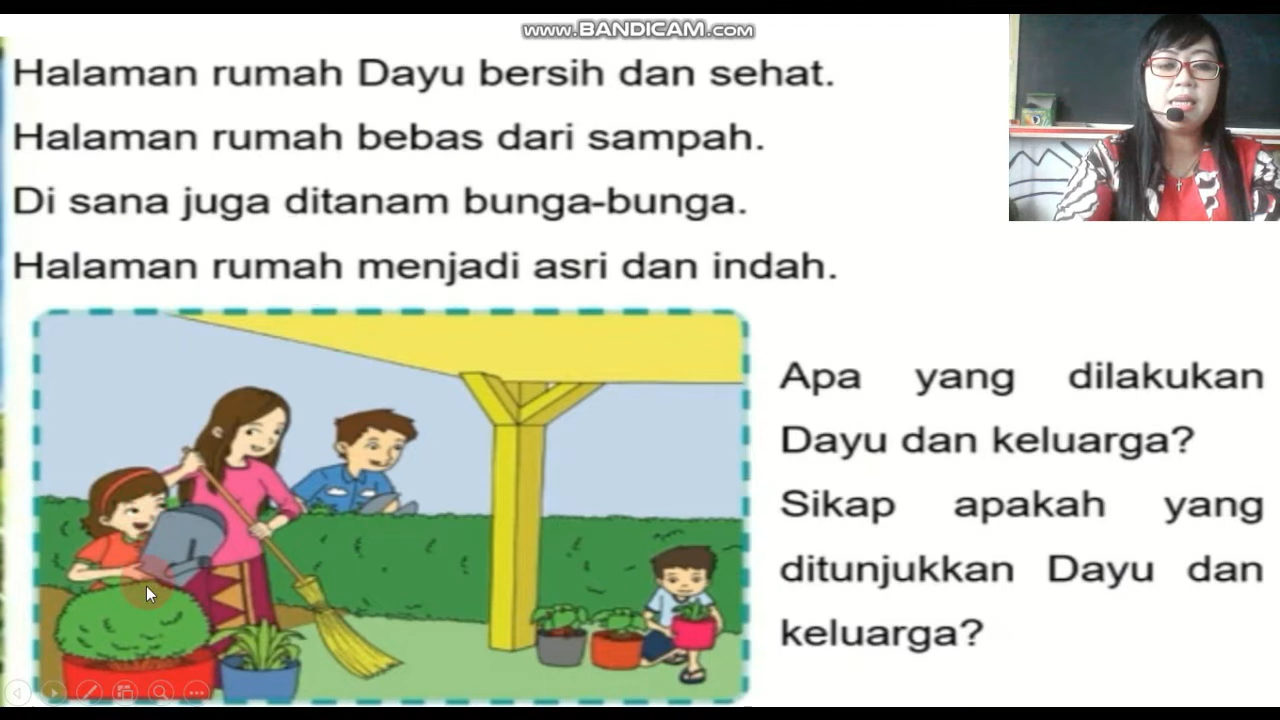 www.BANDICAM.com
Halaman rumah Dayu bersih dan sehat.
Halaman rumah bebas dari sampah.
Di sana juga ditanam bunga-bunga.
Halaman rumah menjadi asri dan indah.
Apa yang dilakukan
Dayu dan keluarga?
Sikap apakah yang
ditunjukkan Dayu dan
keluarga?